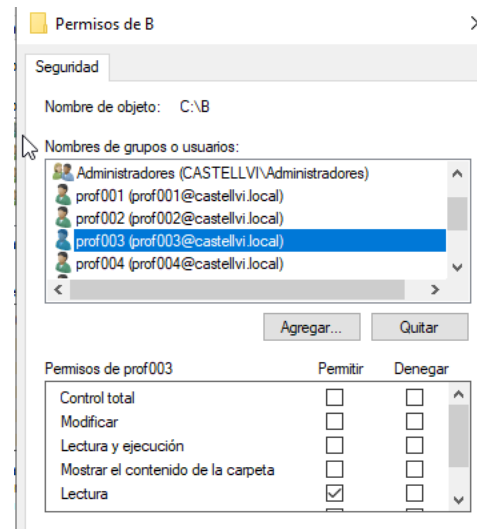 Permisos de B
Seguridad
Nombre de objeto: C:\B
Nombres de grupos o usuarios:
Administradores (CASTELLVI\Administradores)
prof001 (prof001@castellvi.local)
prof002 (prof002@castellvi.local)
prof003 (prof003@castellvi.local)
prof004 (prof004@castellvi.local)
Agregar... Quitar
Permisos de prof003 Permitir Denegar
Control total
Modificar
Lectura y ejecución
Mostrar el contenido de la carpeta
Lectura